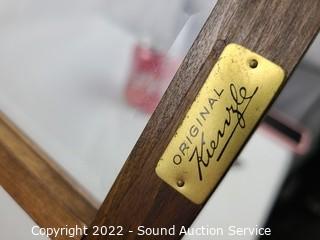 ORIGINAL
Kienzle
Copyright 2022 - Sound Auction Service